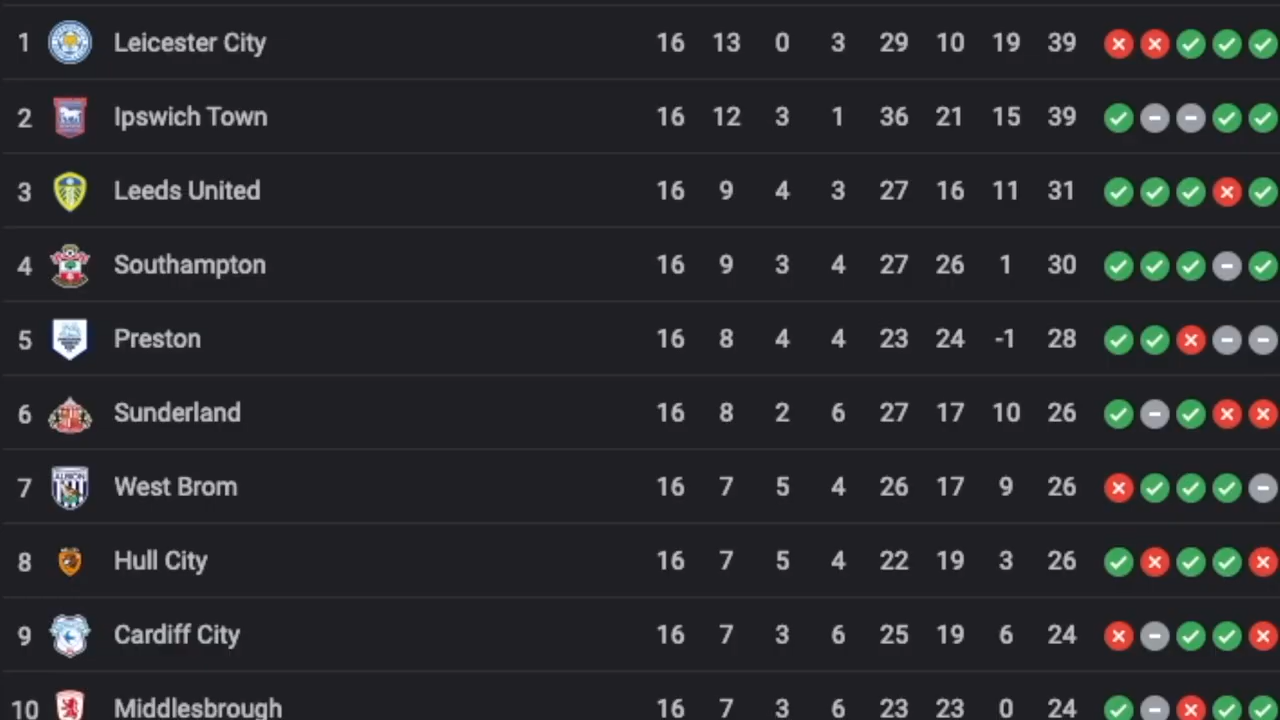 1 Leicester City 16 13 0 3 29 10 19 39
2 Ipswich Town 16 12 3 1 36 21 15 39
3 Leeds United 16 9 4 3 27 16 11 31
4 Southampton 16 9 3 4 27 26 1 30
5 Preston 16 8 4 4 23 24 -1 28
6 Sunderland 16 8 2 6 27 17 10 26
7 West Brom 16 7 5 4 26 17 9 26
8 Hull City 16 7 5 4 22 19 3 26
9 Cardiff City 16 7 3 6 25 19 6 24
10 Middlesbrough 16 7 3 6 23 23 0 24